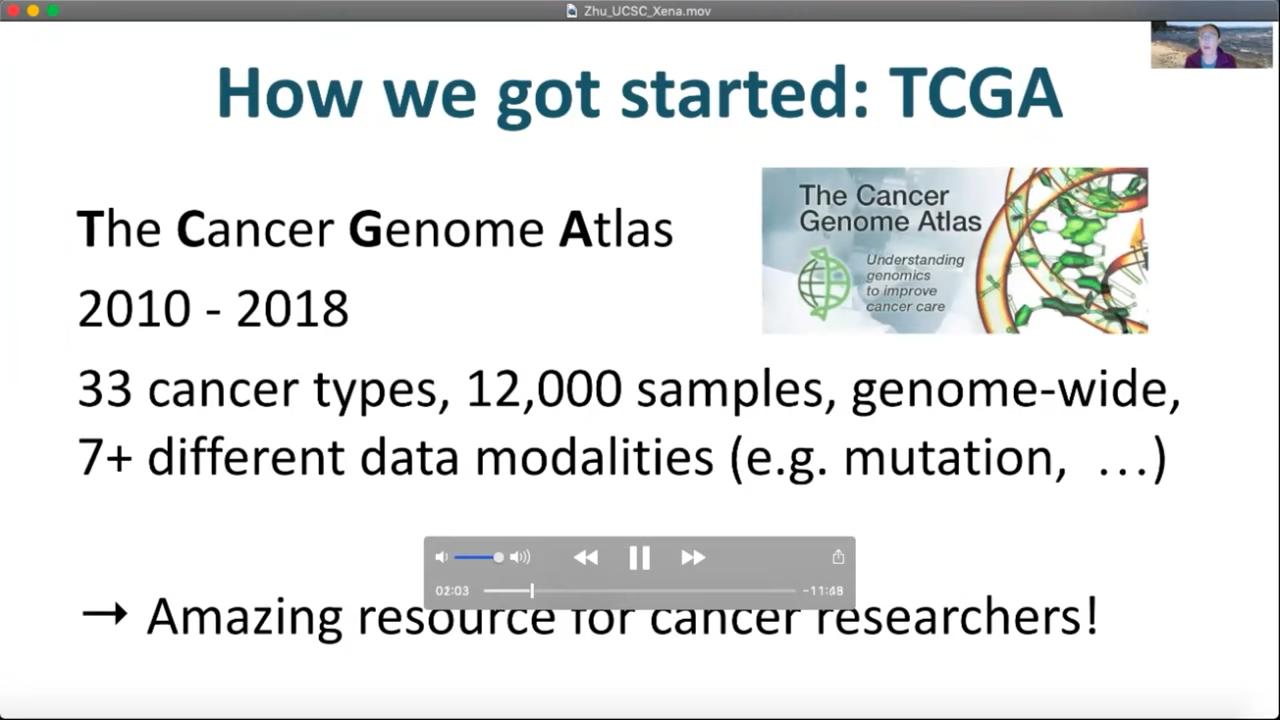 Zhu_UCSC_Xena.mov
How we got started: TCGA
The Cancer Genome Atlas
2010 - 2018
33 cancer types, 12,000 samples, genome-wide,
7+ different data modalities (e.g. mutation, …)
The Cancer
Genome Atlas
Understanding
genomics
to improve
cancer care
02:03
-11:48
→ Amazing resource for cancer researchers!